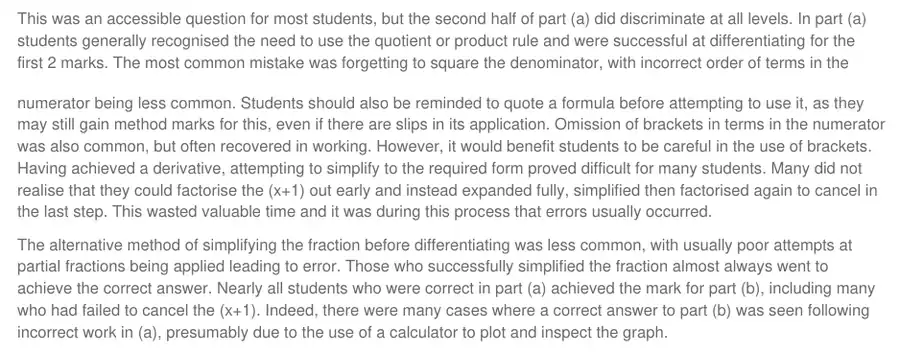 This was an accessible question for most students, but the second half of part (a) did discriminate at all levels. In part (a)
students generally recognised the need to use the quotient or product rule and were successful at differentiating for the
first 2 marks. The most common mistake was forgetting to square the denominator, with incorrect order of terms in the
numerator being less common. Students should also be reminded to quote a formula before attempting to use it, as they
may still gain method marks for this, even if there are slips in its application. Omission of brackets in terms in the numerator
was also common, but often recovered in working. However, it would benefit students to be careful in the use of brackets.
Having achieved a derivative, attempting to simplify to the required form proved difficult for many students. Many did not
realise that they could factorise the (x+1) out early and instead expanded fully, simplified then factorised again to cancel in
the last step. This wasted valuable time and it was during this process that errors usually occurred.
The alternative method of simplifying the fraction before differentiating was less common, with usually poor attempts at
partial fractions being applied leading to error. Those who successfully simplified the fraction almost always went to
achieve the correct answer. Nearly all students who were correct in part (a) achieved the mark for part (b), including many
who had failed to cancel the (x+1). Indeed, there were many cases where a correct answer to part (b) was seen following
incorrect work in (a), presumably due to the use of a calculator to plot and inspect the graph.